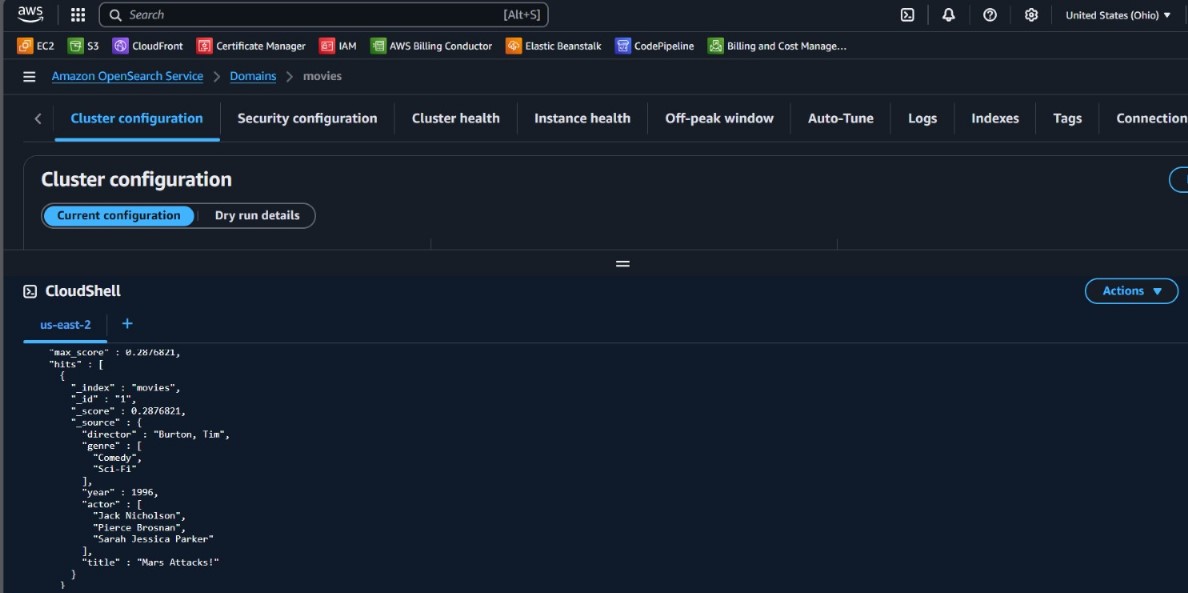 aws
Search [Alt+S] United States (Ohio)
EC2 S3 CloudFront Certificate Manager IAM AWS Billing Conductor Elastic Beanstalk CodePipeline Billing and Cost Manage...
Amazon OpenSearch Service > Domains > movies
Cluster configuration Security configuration Cluster health Instance health Off-peak window Auto-Tune Logs Indexes Tags Connection
Cluster configuration
Current configuration Dry run details
CloudShell
Actions
us-east-2 +
"max_score" : 0.2876821,
"hits" : [
{
"_index" : "movies",
"_id" : "1",
"_score" : 0.2876821,
"_source" : {
"director" : "Burton, Tim",
"genre" : [
"Comedy",
"Sci-Fi"
],
"year" : 1996,
"actor" : [
"Jack Nicholson",
"Pierce Brosnan",
"Sarah Jessica Parker"
],
"title" : "Mars Attacks!"
}
}